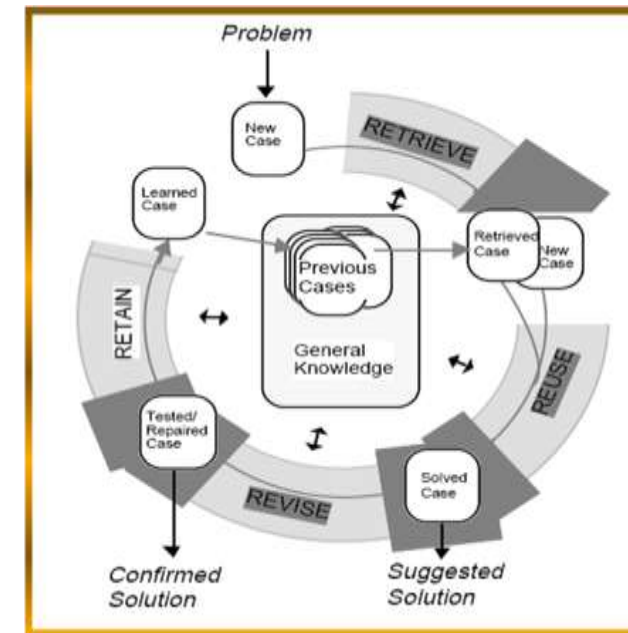 Problem
New
Case
RETRIEVE
Learned
Case
Retrieved
Case
New
Case
Previous
Cases
General
Knowledge
RETAIN
REUSE
Tested/
Repaired
Case
Solved
Case
REVISE
Confirmed
Solution
Suggested
Solution